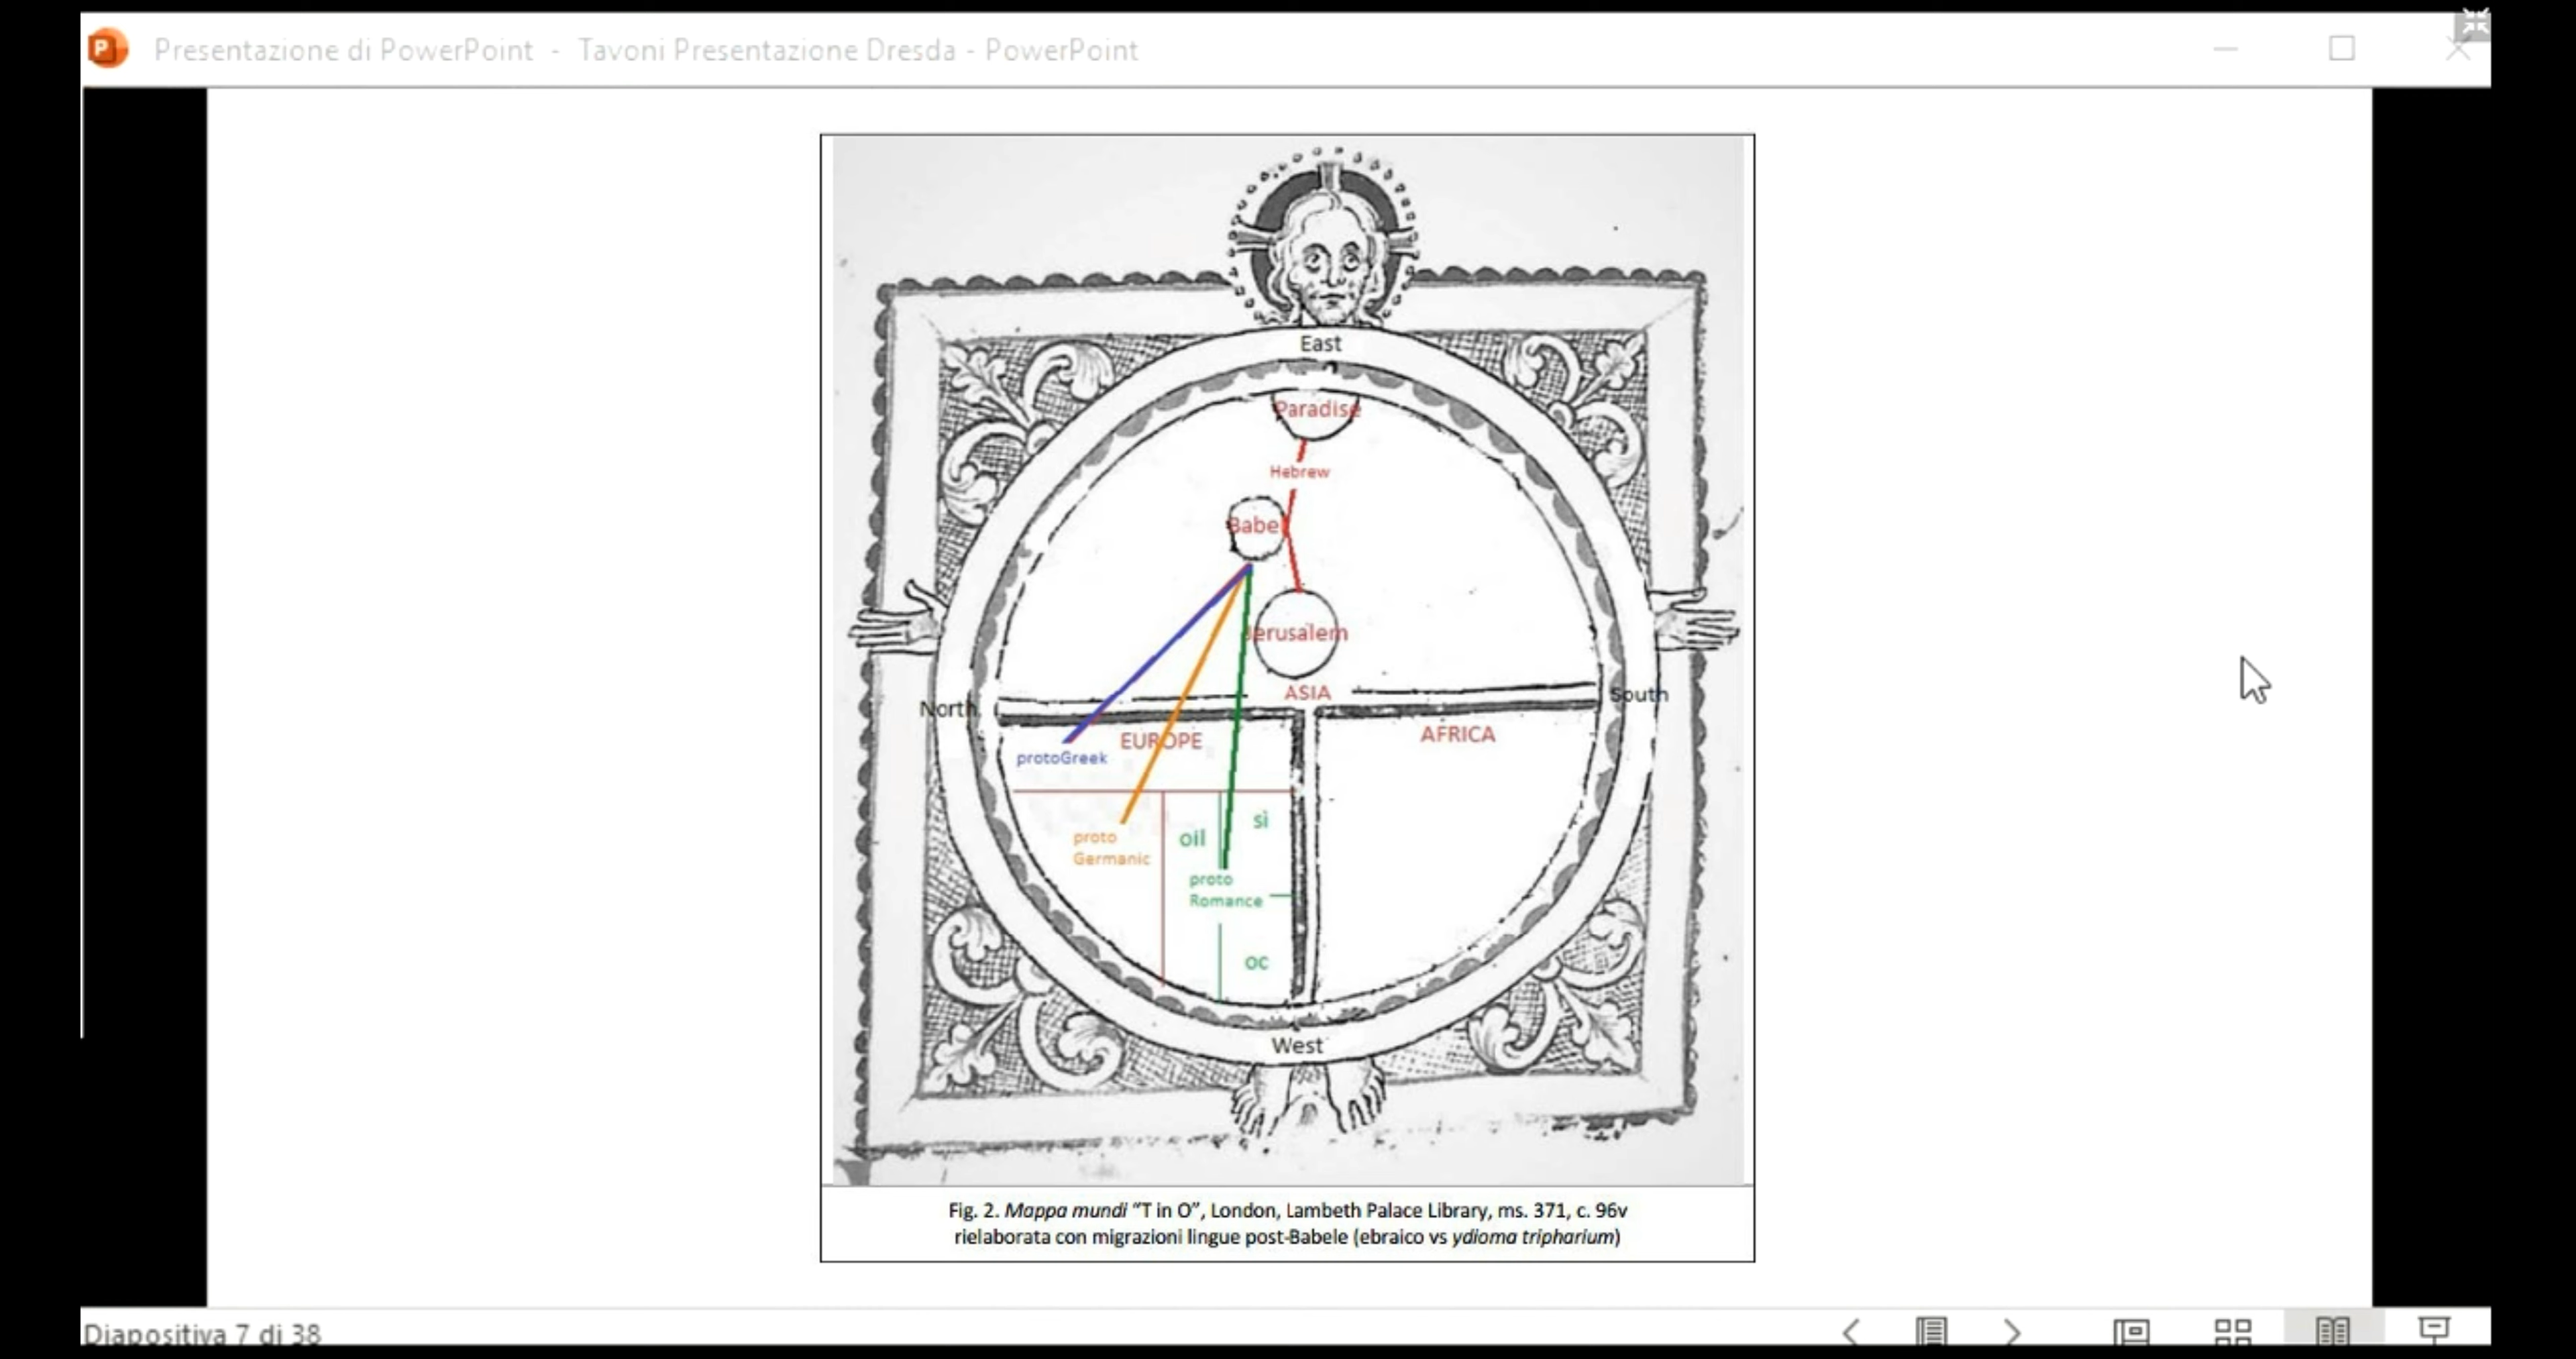 Presentazione di PowerPoint - Tavoni Presentazione Dresda - PowerPoint
East
Paradise
Hebrew
Babel
Jerusalem
ASIA
North
South
EUROPE
AFRICA
protoGreek
sì
oil
proto
Germanic
proto
Romance
oc
West
Fig. 2. Mappa mundi “T in O”, London, Lambeth Palace Library, ms. 371, c. 96v
rielaborata con migrazioni lingue post-Babele (ebraico vs ydioma tripharium)
Diapositiva 7 di 38